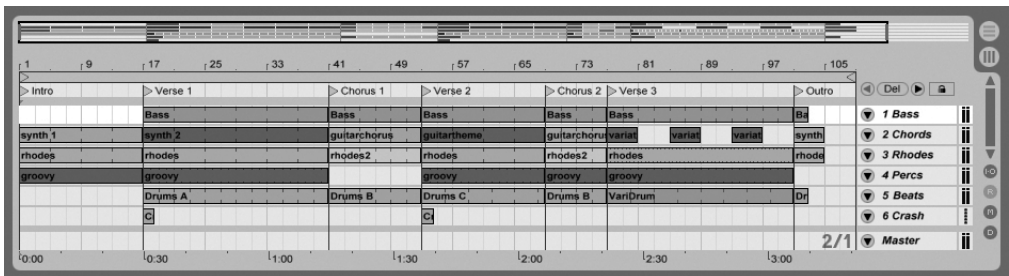 1 9 17 25 33 41 49 57 65 73 81 89 97 105
Intro Verse 1 Chorus 1 Verse 2 Chorus 2 Verse 3 Outro Del
Bass Bass Bass Bass Bass Ba 1 Bass
synth 1 synth 2 guitarchorus guitartheme guitarchorus variat variat variat synth 2 Chords
rhodes rhodes rhodes2 rhodes rhodes2 rhodes rhode 3 Rhodes
groovy groovy groovy groovy groovy 4 Percs
Drums A Drums B Drums C Drums B VariDrum Dr 5 Beats
C C 6 Crash
2/1 Master
0:00 0:30 1:00 1:30 2:00 2:30 3:00
I·O
R
M
D